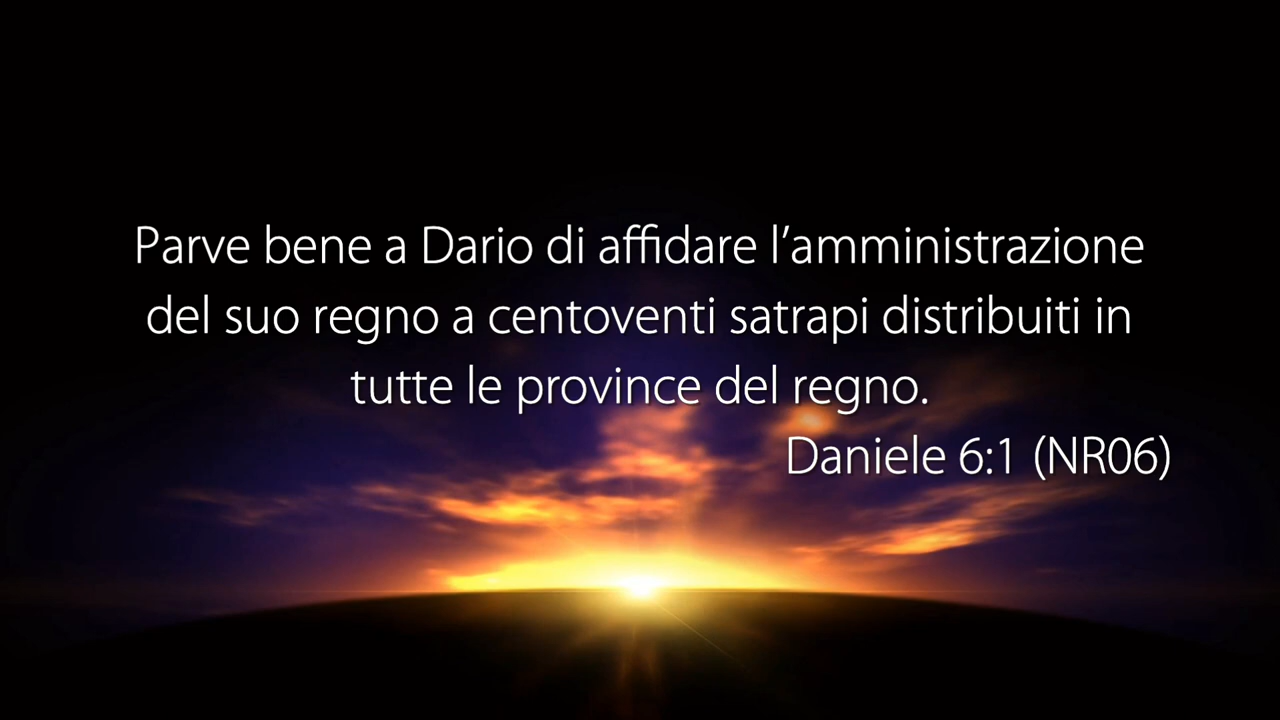 Parve bene a Dario di affidare l’amministrazione
del suo regno a centoventi satrapi distribuiti in
tutte le province del regno.
Daniele 6:1 (NR06)